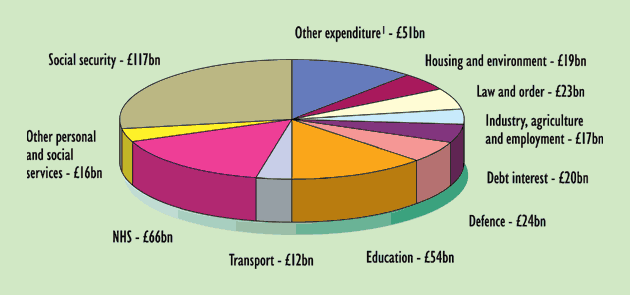 Other expenditure¹ - £51bn
Housing and environment - £19bn
Law and order - £23bn
Industry, agriculture
and employment - £17bn
Debt interest - £20bn
Defence - £24bn
Education - £54bn
Transport - £12bn
NHS - £66bn
Other personal
and social
services - £16bn
Social security - £117bn